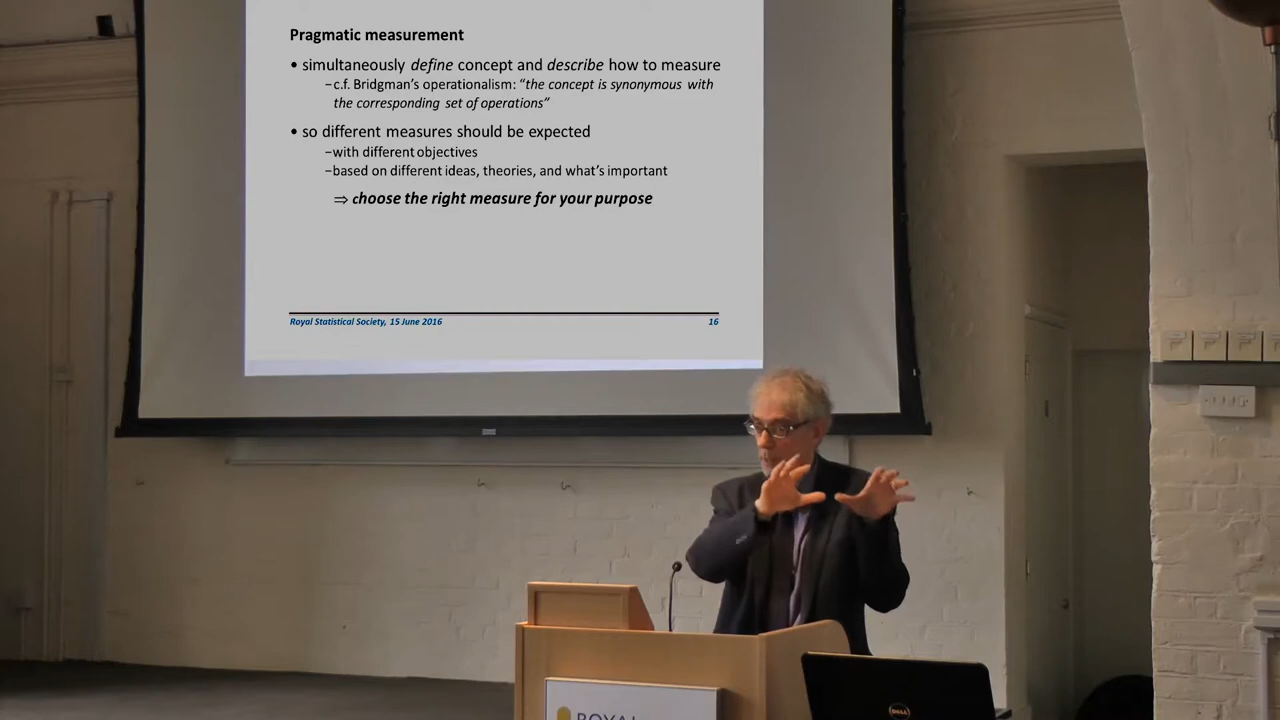 Pragmatic measurement
• simultaneously define concept and describe how to measure
–c.f. Bridgman's operationalism: “the concept is synonymous with
the corresponding set of operations”
• so different measures should be expected
–with different objectives
–based on different ideas, theories, and what's important
⇒ choose the right measure for your purpose
Royal Statistical Society, 15 June 2016 16
ROYAL
DELL